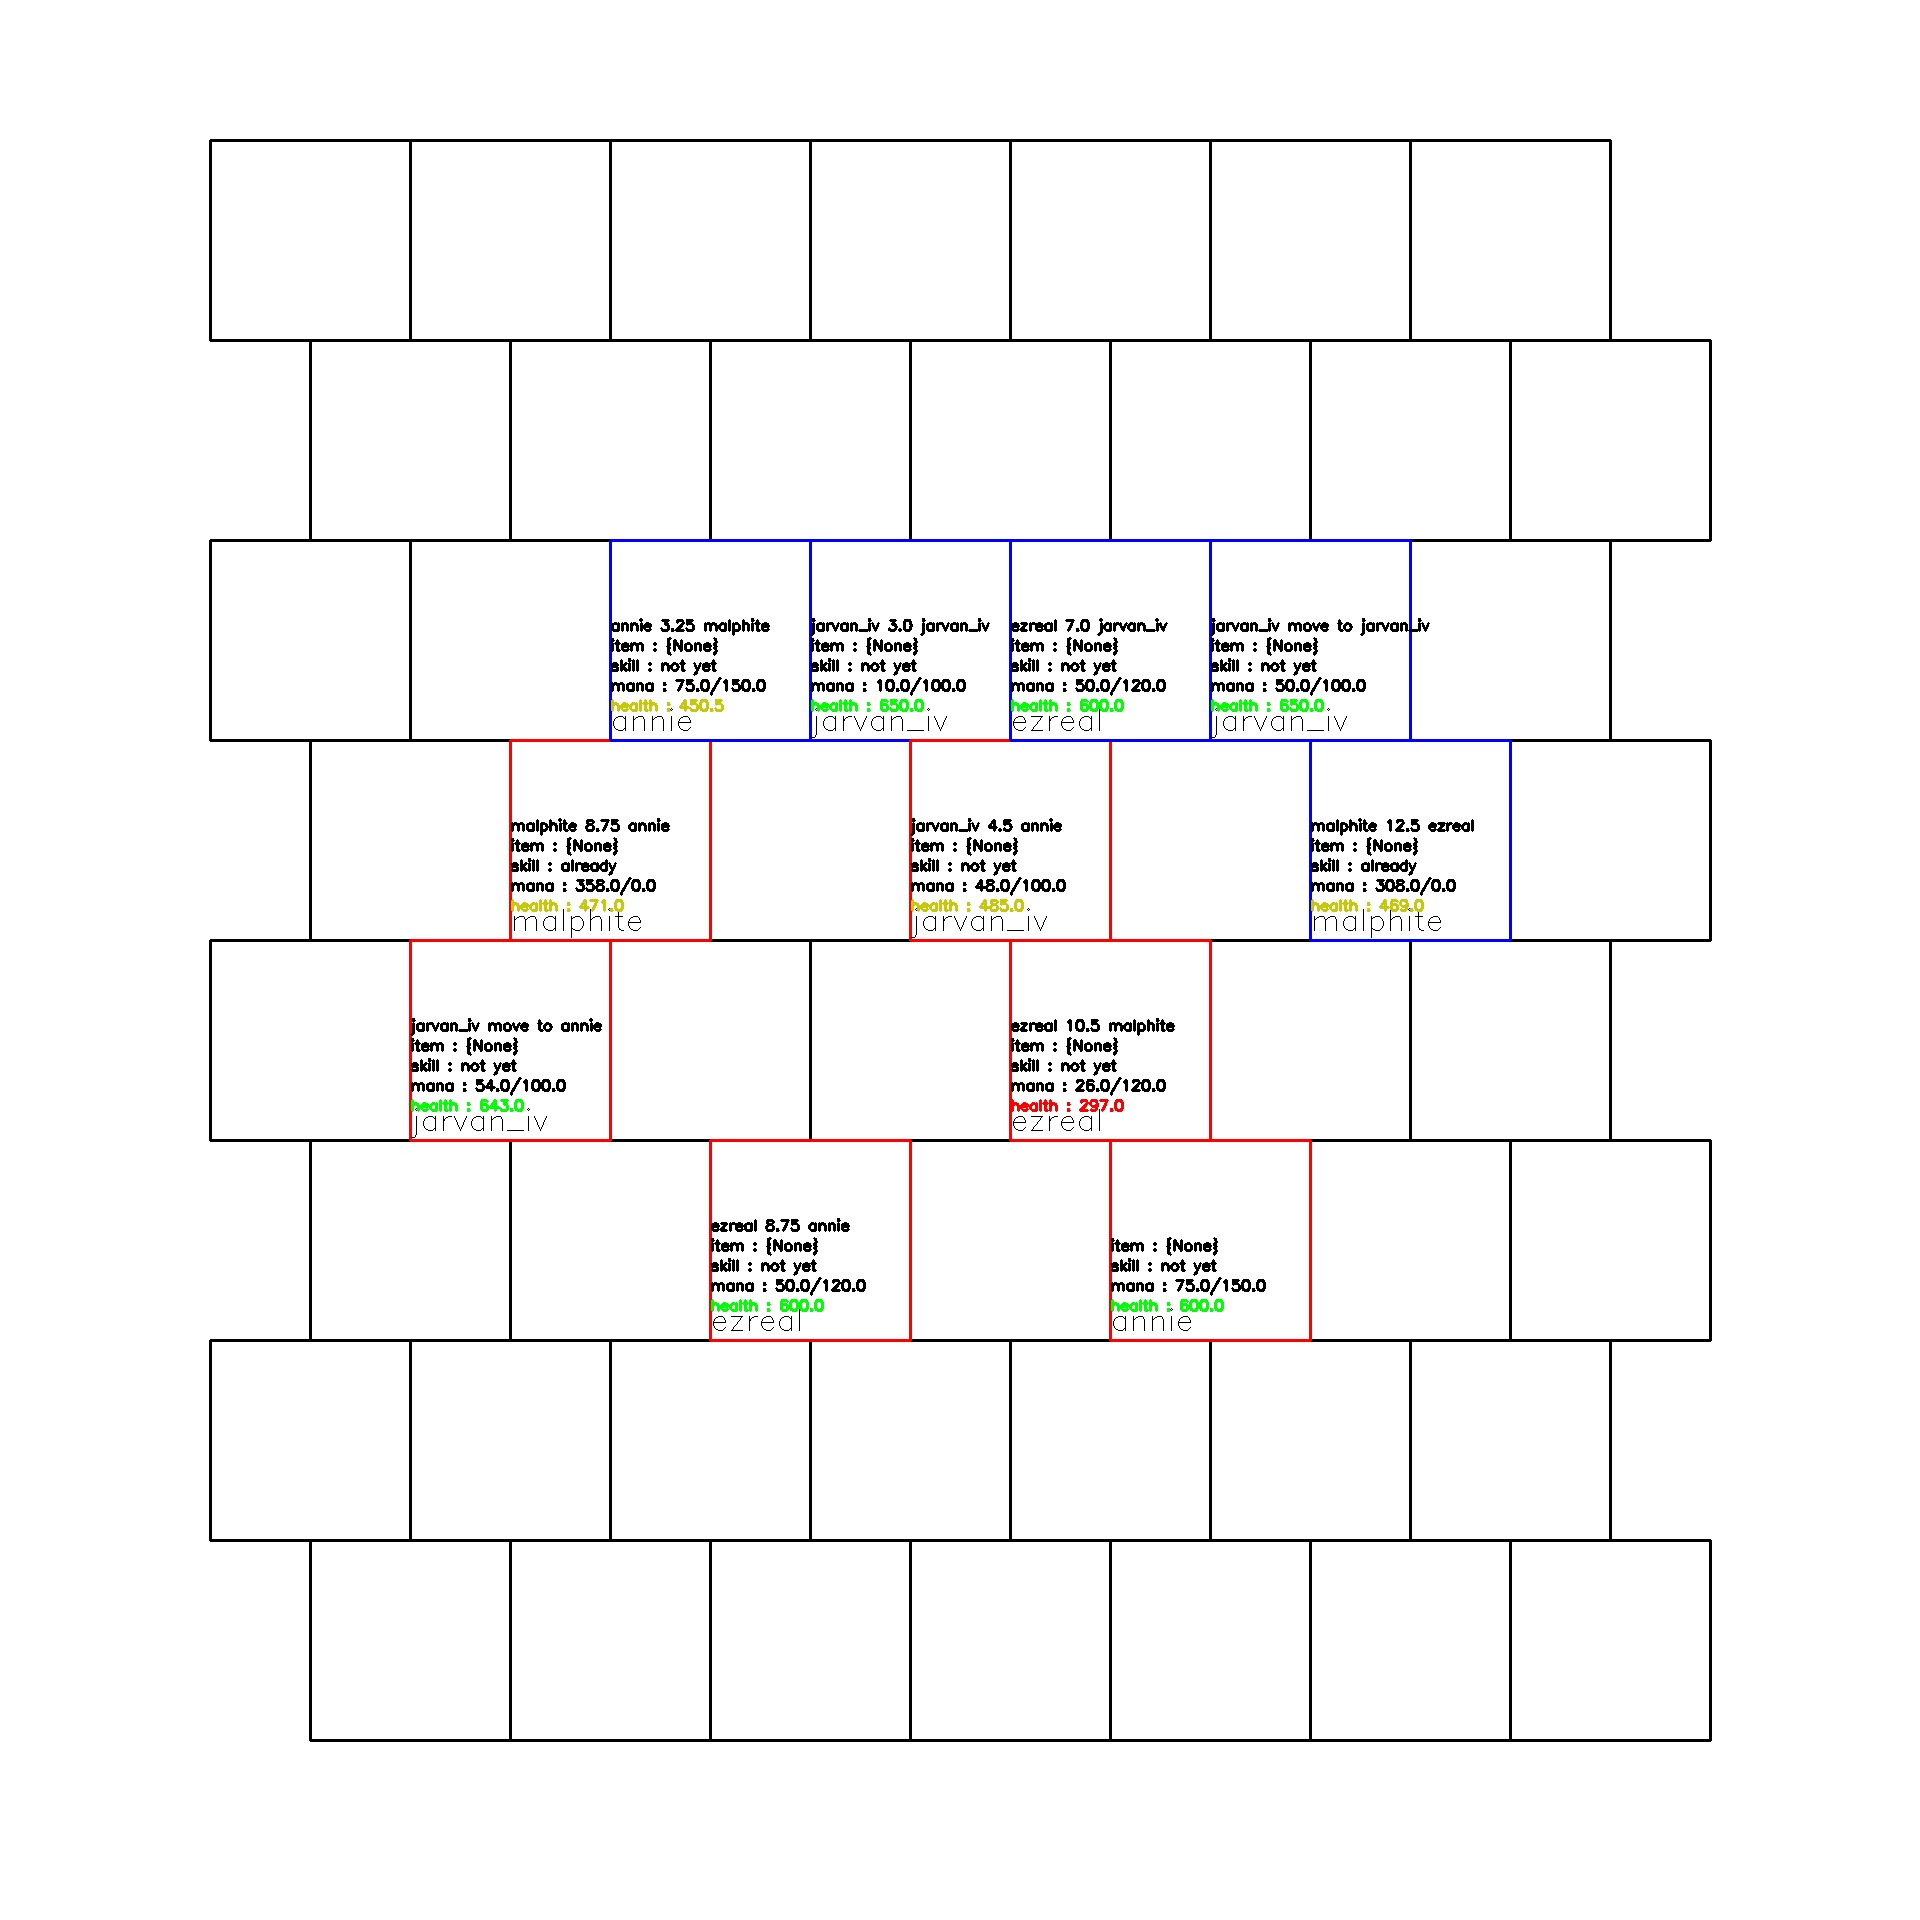 annie 3.25 malphite
item : {None}
skill : not yet
mana : 75.0/150.0
health : 450.5
annie
jarvan_iv 3.0 jarvan_iv
item : {None}
skill : not yet
mana : 10.0/100.0
health : 650.0
jarvan_iv
ezreal 7.0 jarvan_iv
item : {None}
skill : not yet
mana : 50.0/120.0
health : 600.0
ezreal
jarvan_iv move to jarvan_iv
item : {None}
skill : not yet
mana : 50.0/100.0
health : 650.0
jarvan_iv
malphite 8.75 annie
item : {None}
skill : already
mana : 358.0/0.0
health : 471.0
malphite
jarvan_iv 4.5 annie
item : {None}
skill : not yet
mana : 48.0/100.0
health : 485.0
jarvan_iv
malphite 12.5 ezreal
item : {None}
skill : already
mana : 308.0/0.0
health : 469.0
malphite
jarvan_iv move to annie
item : {None}
skill : not yet
mana : 54.0/100.0
health : 643.0
jarvan_iv
ezreal 10.5 malphite
item : {None}
skill : not yet
mana : 26.0/120.0
health : 297.0
ezreal
ezreal 8.75 annie
item : {None}
skill : not yet
mana : 50.0/120.0
health : 600.0
ezreal
item : {None}
skill : not yet
mana : 75.0/150.0
health : 600.0
annie